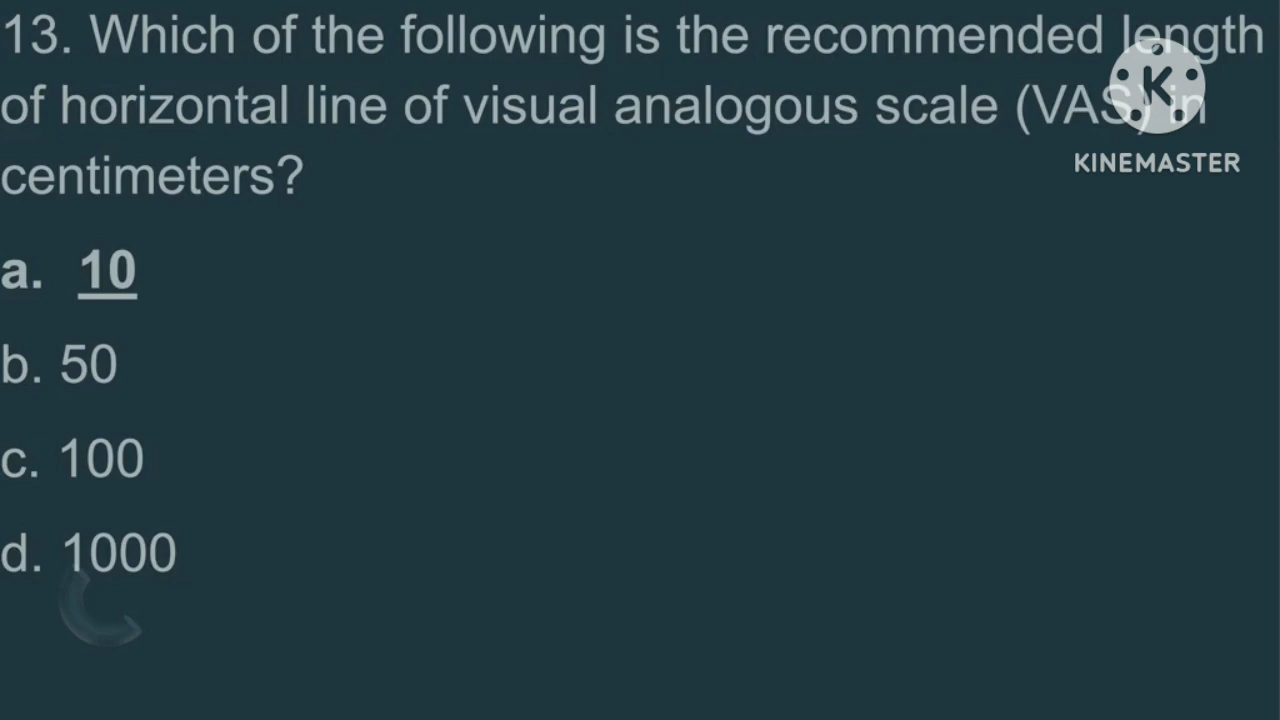 13. Which of the following is the recommended length
of horizontal line of visual analogous scale (VAS) in
centimeters?
KINEMASTER
a. 10
b. 50
c. 100
d. 1000